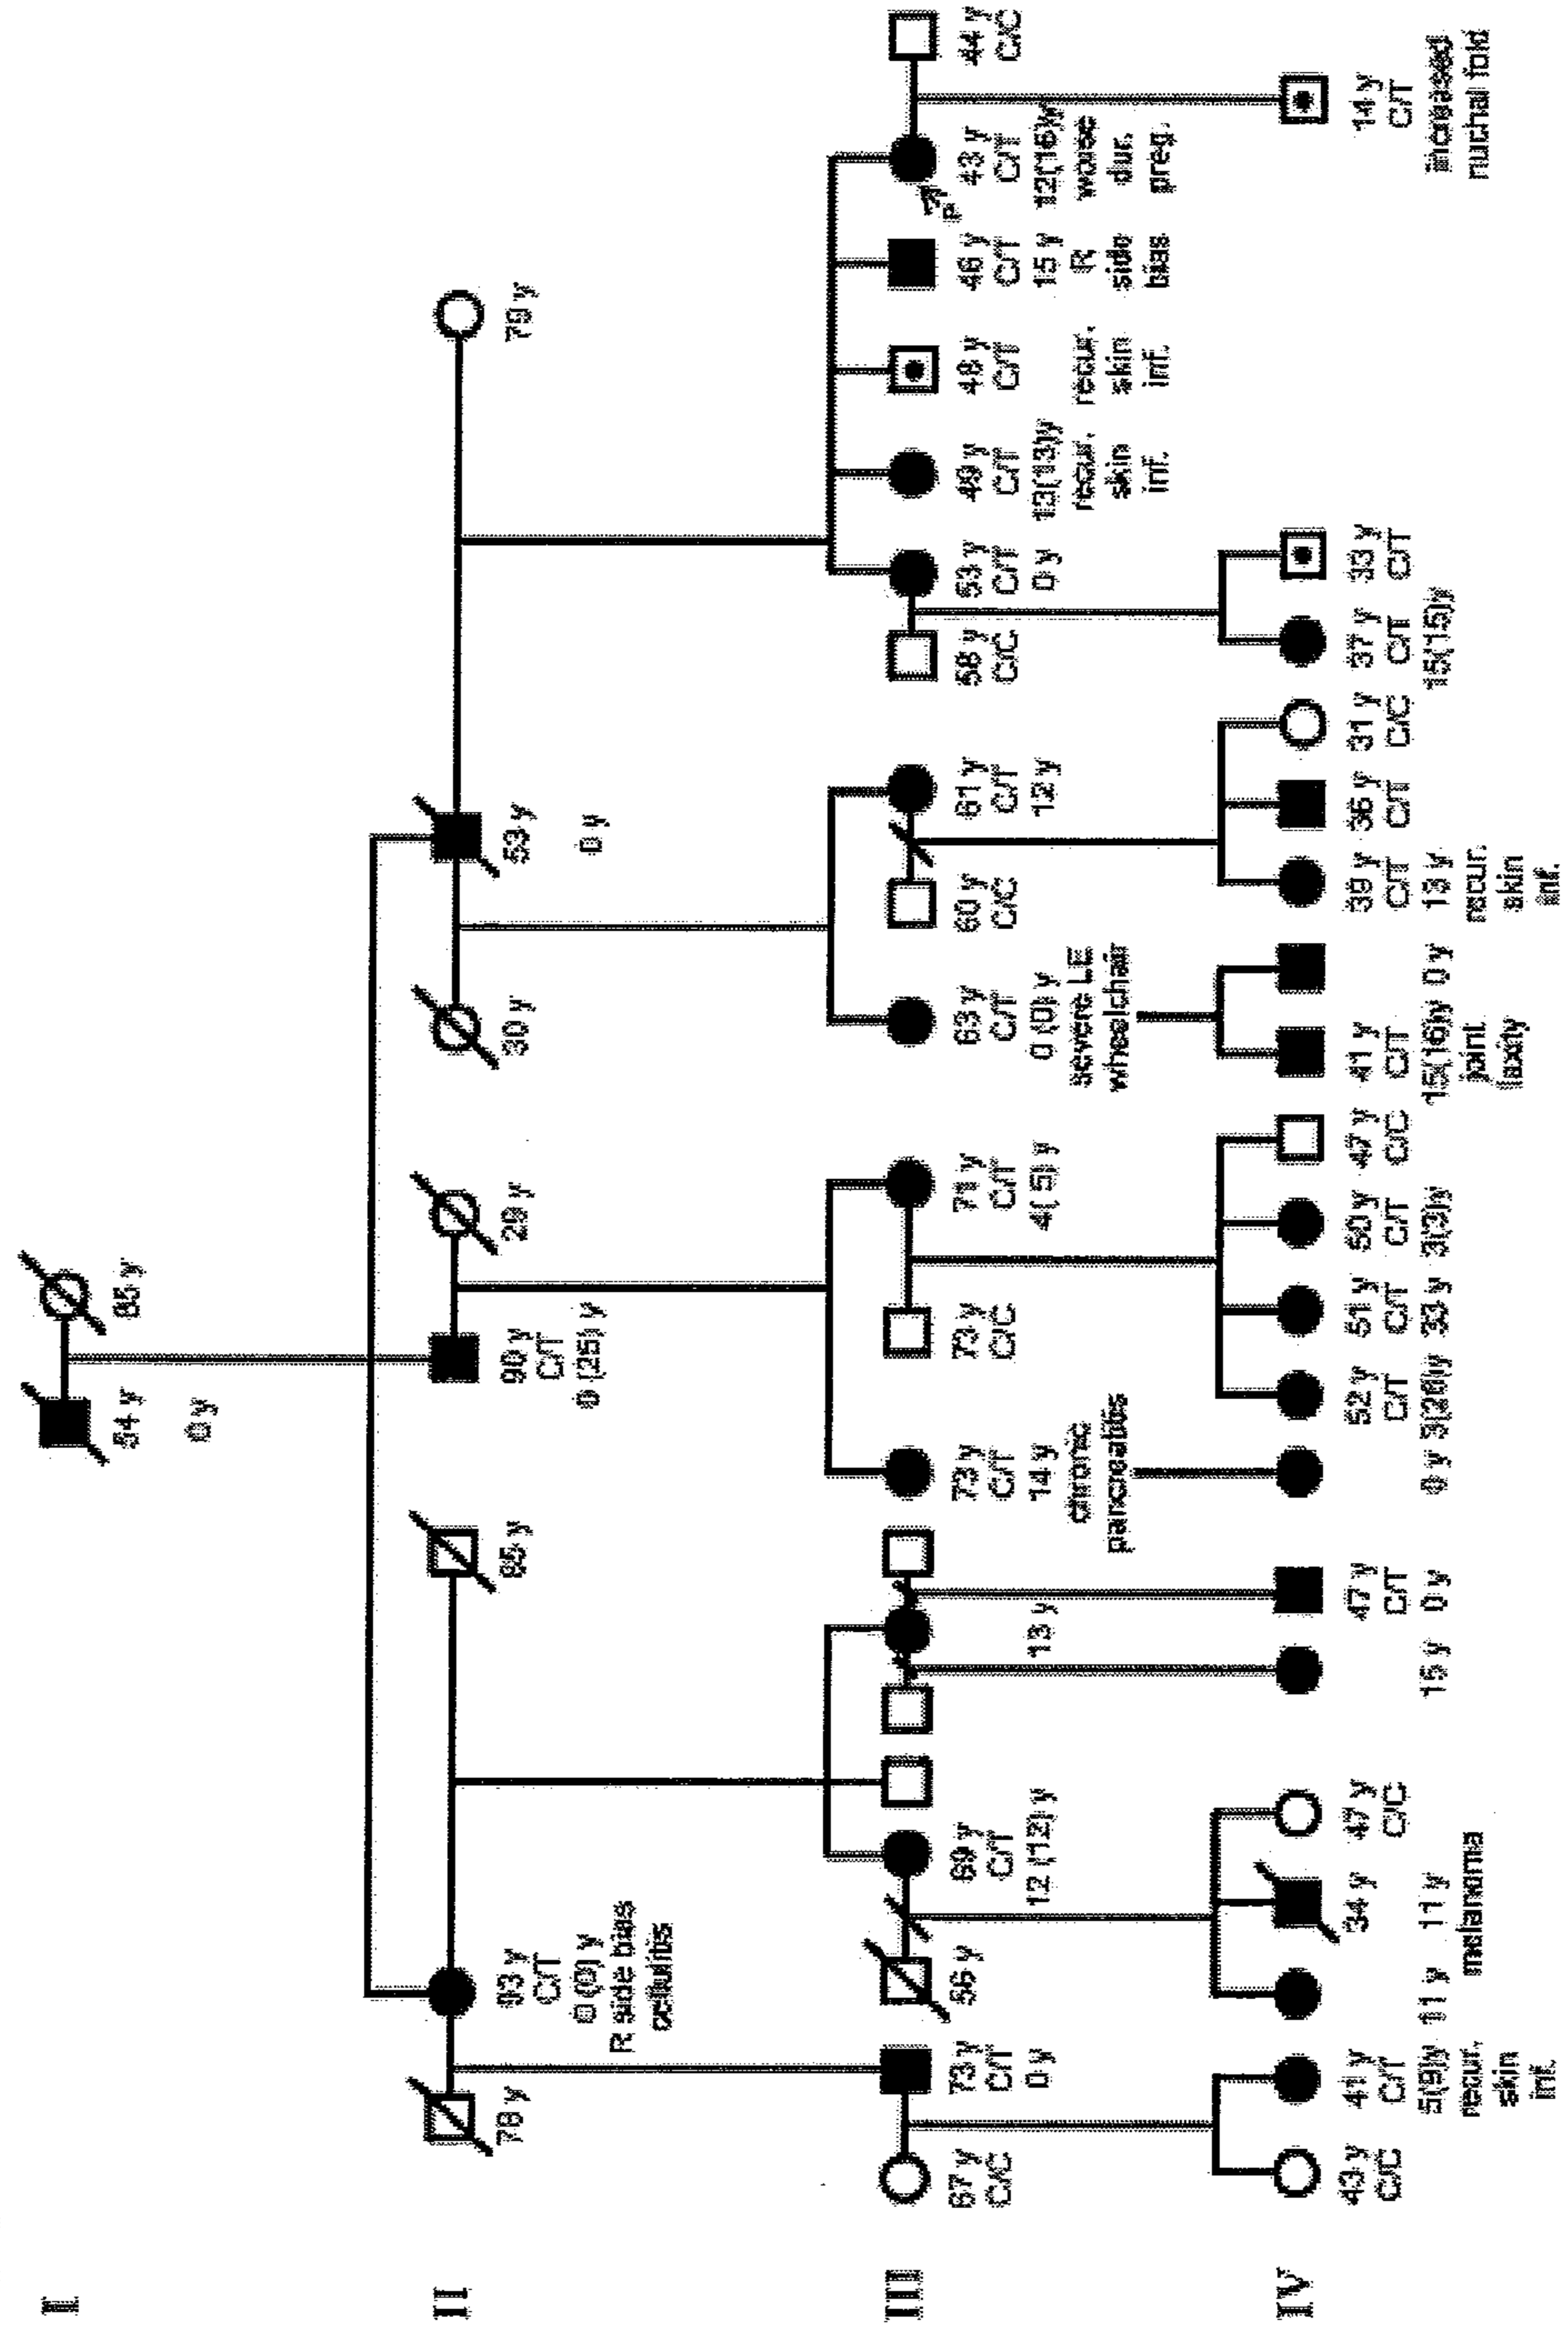 I
54 y
85 y
0 y
II
78 y
93 y
C/T
0 (0) y
R side bias
cellulitis
85 y
90 y
C/T
0 (25) y
29 y
30 y
53 y
0 y
79 y
III
67 y
C/C
73 y
C/T
0 y
56 y
69 y
C/T
12 (12) y
13 y
73 y
C/T
14 y
chronic
pancreatitis
73 y
C/C
71 y
C/T
4( 5) y
63 y
C/T
0 (0) y
severe LE
wheelchair
60 y
C/C
61 y
C/T
12 y
58 y
C/C
53 y
C/T
0 y
49 y
C/T
13(13)y
recur.
skin
inf.
48 y
C/T
recur.
skin
inf.
46 y
C/T
15 y
R
side
bias
P
43 y
C/T
12(16)y
worse
dur.
preg.
44 y
C/C
IV
43 y
C/C
41 y
C/T
5(9)y
recur.
skin
inf.
11 y
34 y
11 y
melanoma
47 y
C/C
15 y
47 y
C/T
0 y
0 y
52 y
C/T
3(28)y
51 y
C/T
33 y
50 y
C/T
3(3)y
47 y
C/C
41 y
C/T
15(16)y
joint
laxity
0 y
39 y
C/T
13 y
recur.
skin
inf.
36 y
C/T
31 y
C/C
37 y
C/T
15(15)y
33 y
C/T
14 y
C/T
increased
nuchal fold